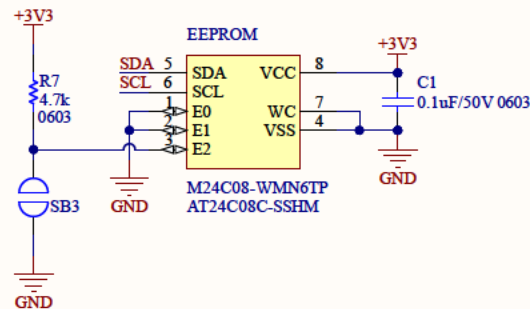 +3V3
R7
4.7k
0603
SB3
GND
EEPROM
SDA 5 SDA
SCL 6 SCL
1 E0
2 E1
3 E2
GND
VCC 8
WC 7
VSS 4
M24C08-WMN6TP
AT24C08C-SSHM
+3V3
C1
0.1uF/50V 0603
GND